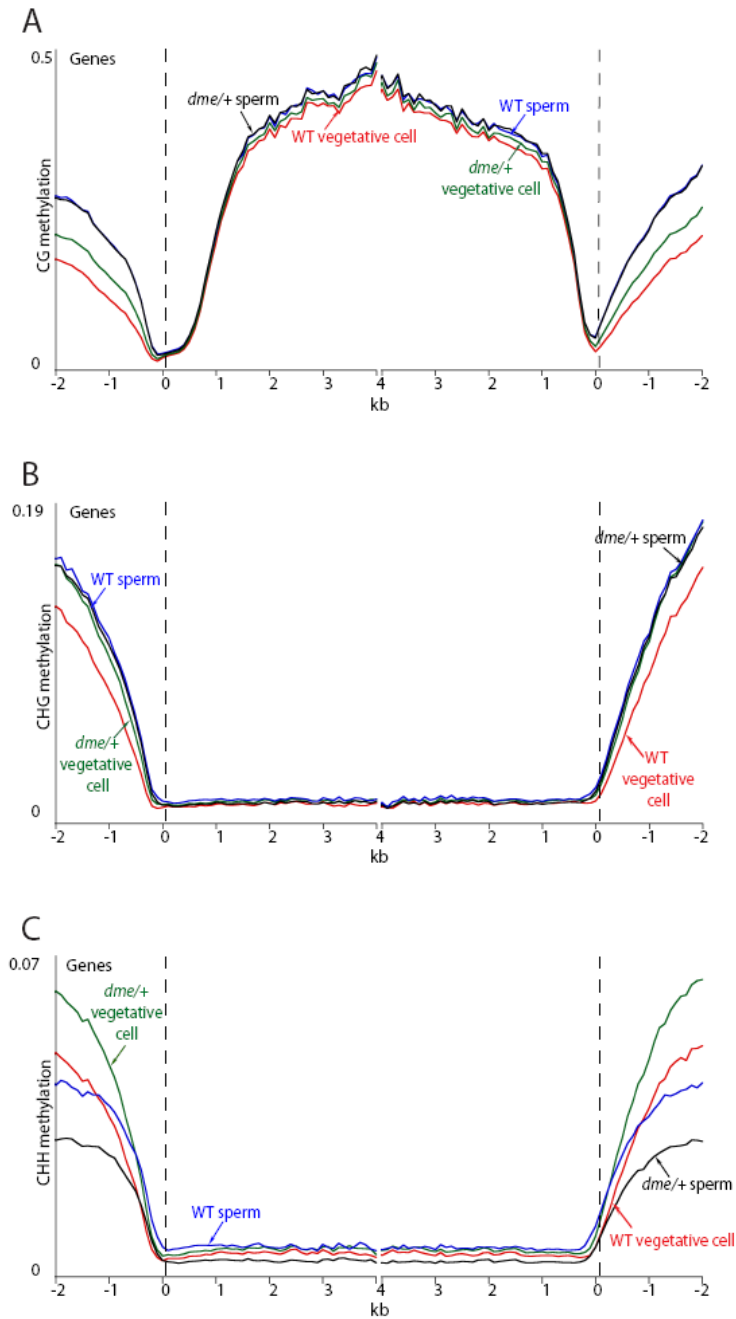 A
0.5
Genes
dme/+ sperm
WT vegetative cell
WT sperm
dme/+
vegetative cell
CG methylation
0
-2 -1 0 1 2 3 4 3 2 1 0 -1 -2
kb
B
0.19
Genes
WT sperm
dme/+ sperm
CHG methylation
dme/+
vegetative
cell
WT
vegetative
cell
0
-2 -1 0 1 2 3 4 3 2 1 0 -1 -2
kb
C
0.07
Genes
dme/+
vegetative
cell
CHH methylation
WT sperm
dme/+ sperm
WT vegetative cell
0
-2 -1 0 1 2 3 4 3 2 1 0 -1 -2
kb